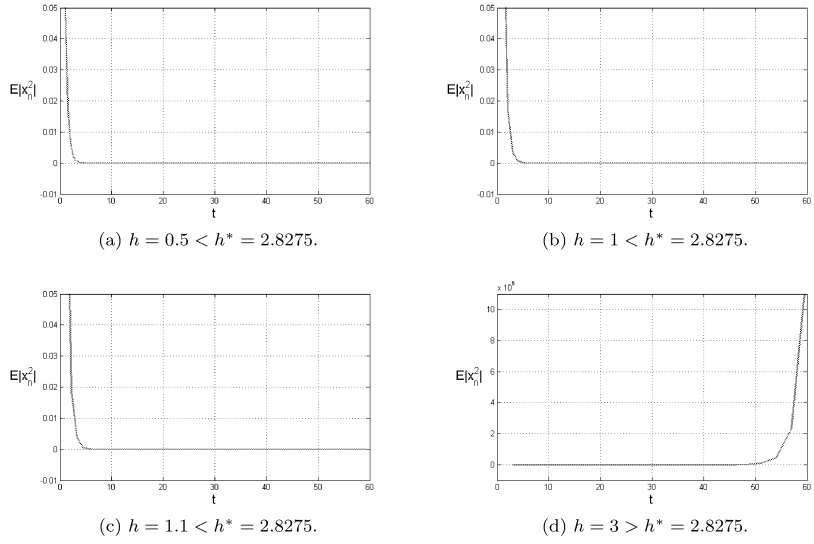 0.05
0.04
0.03
0.02
0.01
0
-0.01
E|x_n^2|
0 10 20 30 40 50 60
t
(a) h = 0.5 < h* = 2.8275.
0.05
0.04
0.03
0.02
0.01
0
-0.01
E|x_n^2|
0 10 20 30 40 50 60
t
(b) h = 1 < h* = 2.8275.
0.05
0.04
0.03
0.02
0.01
0
-0.01
E|x_n^2|
0 10 20 30 40 50 60
t
(c) h = 1.1 < h* = 2.8275.
10
8
6
4
2
0
E|x_n^2|
0 10 20 30 40 50 60
t
(d) h = 3 > h* = 2.8275.